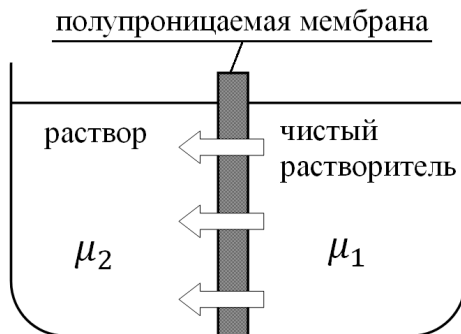 полупроницаемая мембрана
раствор
чистый
растворитель
μ₂
μ₁